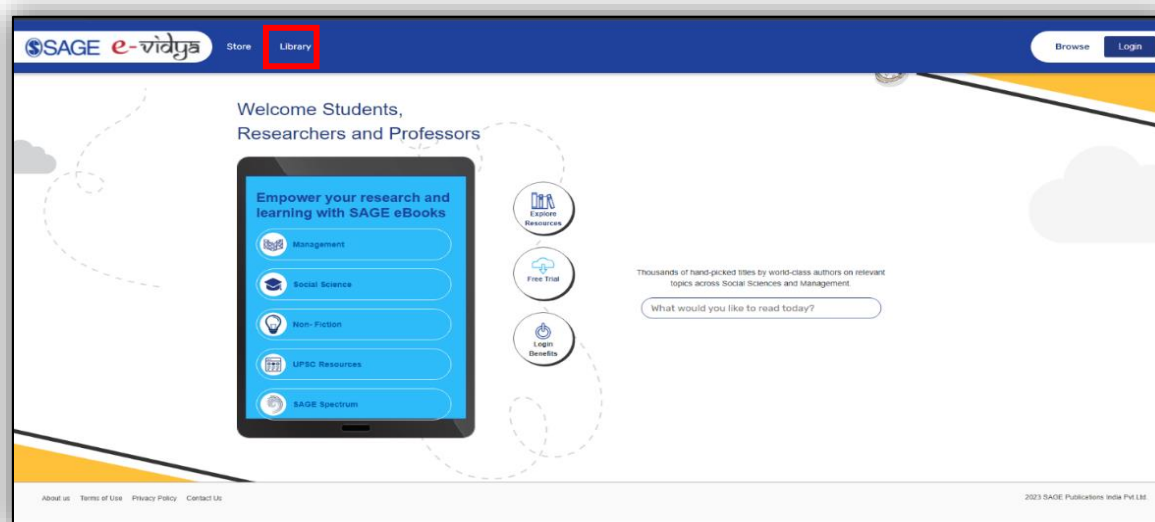 SAGE e-vidya
Store
Library
Browse
Login
Welcome Students,
Researchers and Professors
Empower your research and
learning with SAGE eBooks
Management
Social Science
Non- Fiction
UPSC Resources
SAGE Spectrum
Explore
Resources
Free Trial
Login
Benefits
Thousands of hand-picked titles by world-class authors on relevant
topics across Social Sciences and Management.
What would you like to read today?
About us Terms of Use Privacy Policy Contact Us
2023 SAGE Publications India Pvt.Ltd.